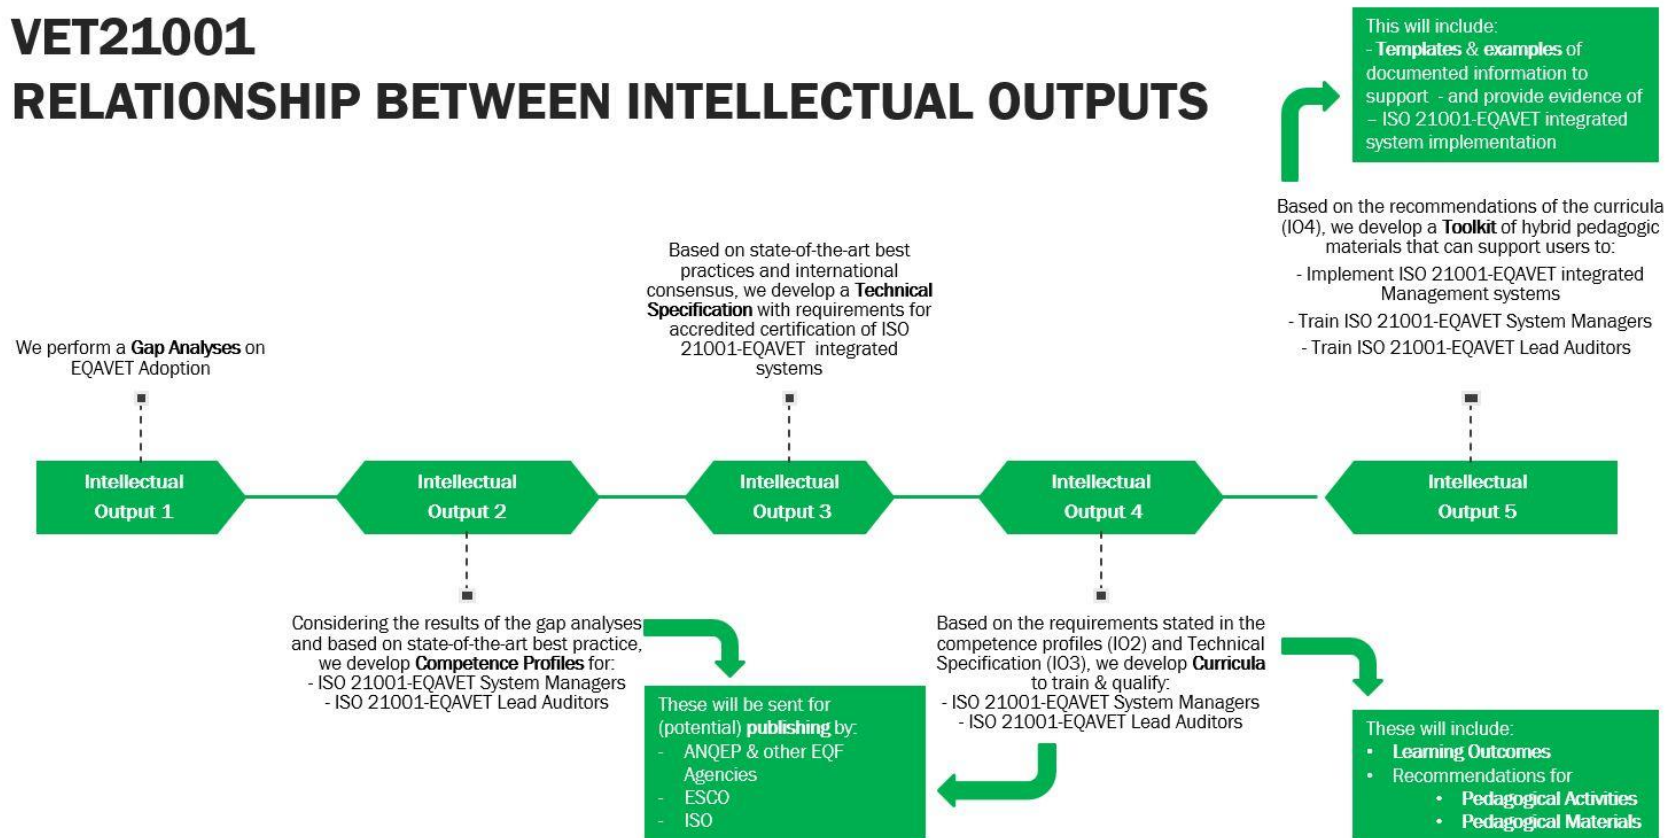 VET21001
RELATIONSHIP BETWEEN INTELLECTUAL OUTPUTS
This will include:
- Templates & examples of
documented information to
support - and provide evidence of
– ISO 21001-EQAVET integrated
system implementation
Based on the recommendations of the curricula
(IO4), we develop a Toolkit of hybrid pedagogic
materials that can support users to:
- Implement ISO 21001-EQAVET integrated
Management systems
- Train ISO 21001-EQAVET System Managers
- Train ISO 21001-EQAVET Lead Auditors
Based on state-of-the-art best
practices and international
consensus, we develop a Technical
Specification with requirements for
accredited certification of ISO
21001-EQAVET integrated
systems
We perform a Gap Analyses on
EQAVET Adoption
Intellectual
Output 1
Intellectual
Output 2
Intellectual
Output 3
Intellectual
Output 4
Intellectual
Output 5
Considering the results of the gap analyses
and based on state-of-the-art best practice,
we develop Competence Profiles for:
- ISO 21001-EQAVET System Managers
- ISO 21001-EQAVET Lead Auditors
These will be sent for
(potential) publishing by:
- ANQEP & other EQF
Agencies
- ESCO
- ISO
Based on the requirements stated in the
competence profiles (IO2) and Technical
Specification (IO3), we develop Curricula
to train & qualify:
- ISO 21001-EQAVET System Managers
- ISO 21001-EQAVET Lead Auditors
These will include:
• Learning Outcomes
• Recommendations for
• Pedagogical Activities
• Pedagogical Materials